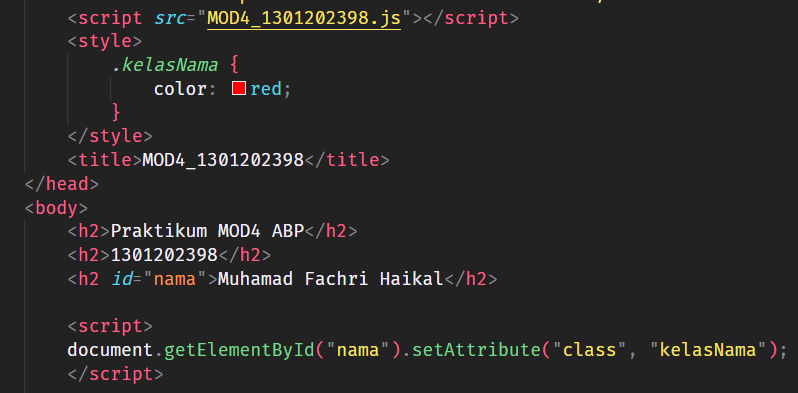 <script src="MOD4_1301202398.js"></script>
<style>
.kelasNama {
color: red;
}
</style>
<title>MOD4_1301202398</title>
</head>
<body>
<h2>Praktikum MOD4 ABP</h2>
<h2>1301202398</h2>
<h2 id="nama">Muhamad Fachri Haikal</h2>
<script>
document.getElementById("nama").setAttribute("class", "kelasNama");
</script>